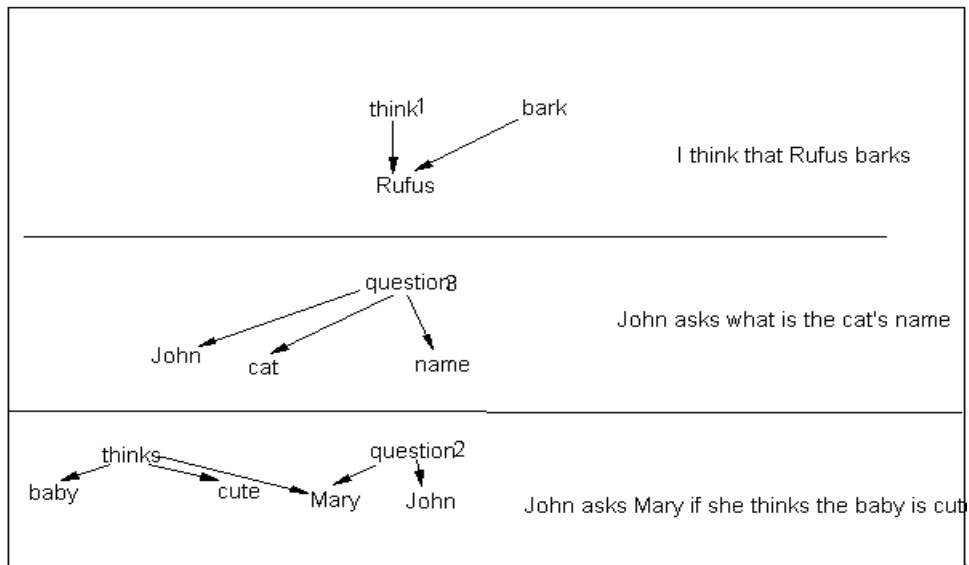 think1 bark
I think that Rufus barks
Rufus
question3
John asks what is the cat's name
John cat name
thinks question2
baby cute Mary John
John asks Mary if she thinks the baby is cut